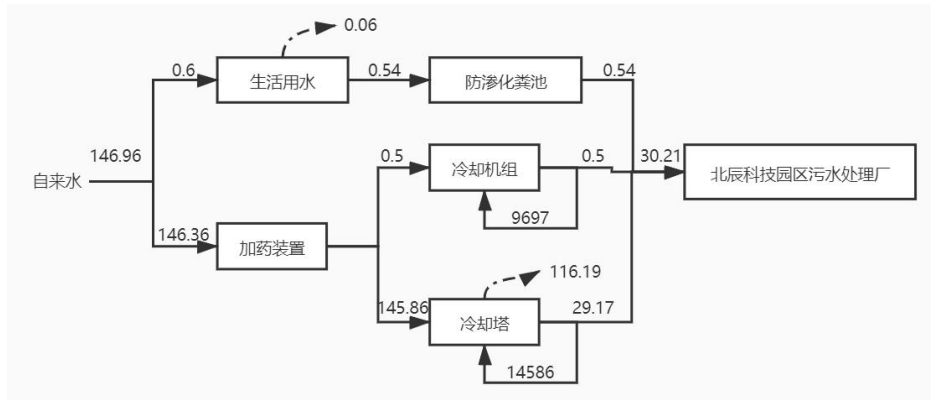 0.06
0.6
生活用水
0.54
防渗化粪池
0.54
146.96
自来水
0.5
冷却机组
0.5
30.21
北辰科技园区污水处理厂
9697
146.36
加药装置
116.19
145.86
冷却塔
29.17
14586